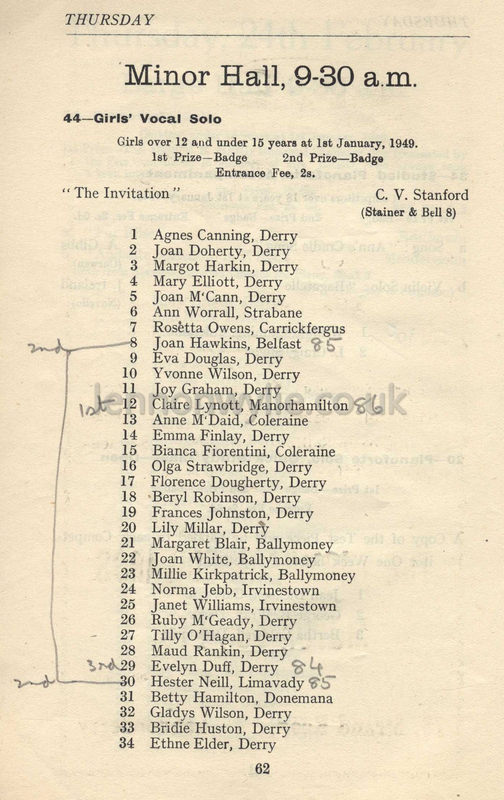 THURSDAY
Minor Hall, 9-30 a.m.
44—Girls' Vocal Solo
Girls over 12 and under 15 years at 1st January, 1949.
1st Prize—Badge 2nd Prize—Badge
Entrance Fee, 2s.
"The Invitation" C. V. Stanford
(Stainer & Bell 8)
1 Agnes Canning, Derry
2 Joan Doherty, Derry
3 Margot Harkin, Derry
4 Mary Elliott, Derry
5 Joan M'Cann, Derry
6 Ann Worrall, Strabane
7 Rosetta Owens, Carrickfergus
2nd 8 Joan Hawkins, Belfast 85
9 Eva Douglas, Derry
10 Yvonne Wilson, Derry
11 Joy Graham, Derry
1st 12 Claire Lynott, Manorhamilton 86
13 Anne M'Daid, Coleraine
14 Emma Finlay, Derry
15 Bianca Fiorentini, Coleraine
16 Olga Strawbridge, Derry
17 Florence Dougherty, Derry
18 Beryl Robinson, Derry
19 Frances Johnston, Derry
20 Lily Millar, Derry
21 Margaret Blair, Ballymoney
22 Joan White, Ballymoney
23 Millie Kirkpatrick, Ballymoney
24 Norma Jebb, Irvinestown
25 Janet Williams, Irvinestown
26 Ruby M'Geady, Derry
27 Tilly O'Hagan, Derry
28 Maud Rankin, Derry
3rd 29 Evelyn Duff, Derry 84
2nd 30 Hester Neill, Limavady 85
31 Betty Hamilton, Donemana
32 Gladys Wilson, Derry
33 Bridie Huston, Derry
34 Ethne Elder, Derry
62